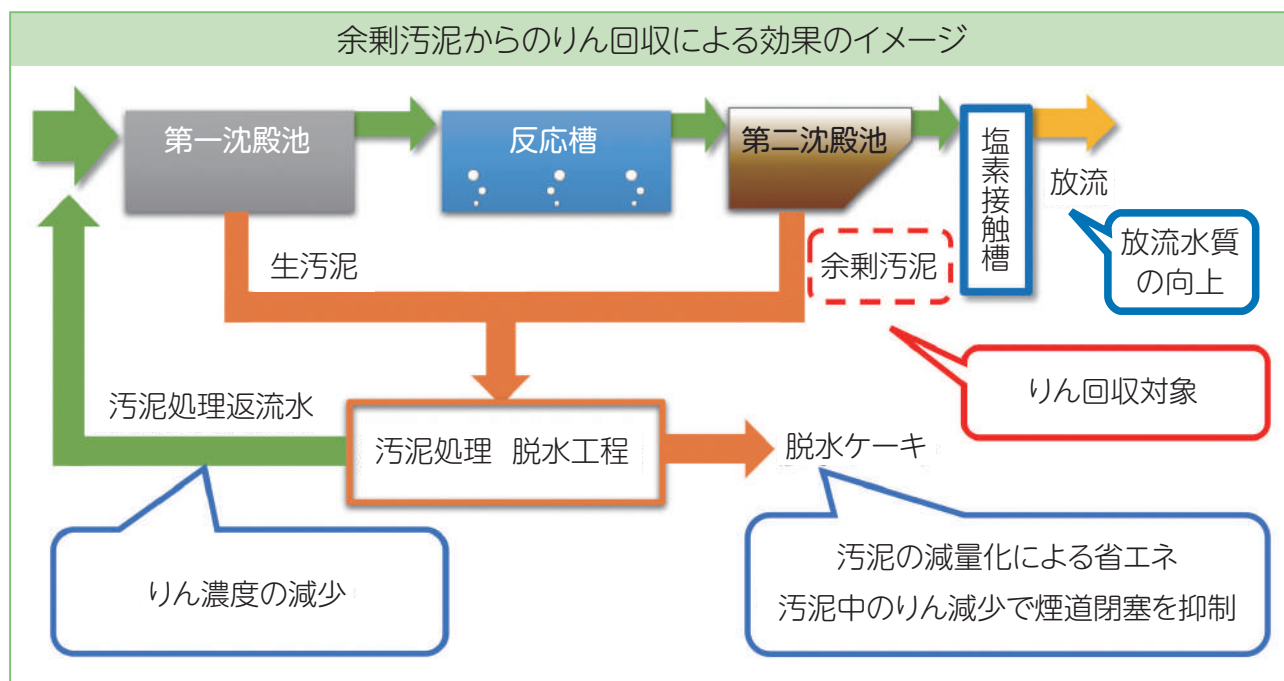 余剰汚泥からのりん回収による効果のイメージ
第一沈殿池
反応槽
第二沈殿池
塩素接触槽
放流
放流水質
の向上
生汚泥
余剰汚泥
りん回収対象
汚泥処理返流水
汚泥処理 脱水工程
脱水ケーキ
りん濃度の減少
汚泥の減量化による省エネ
汚泥中のりん減少で煙道閉塞を抑制